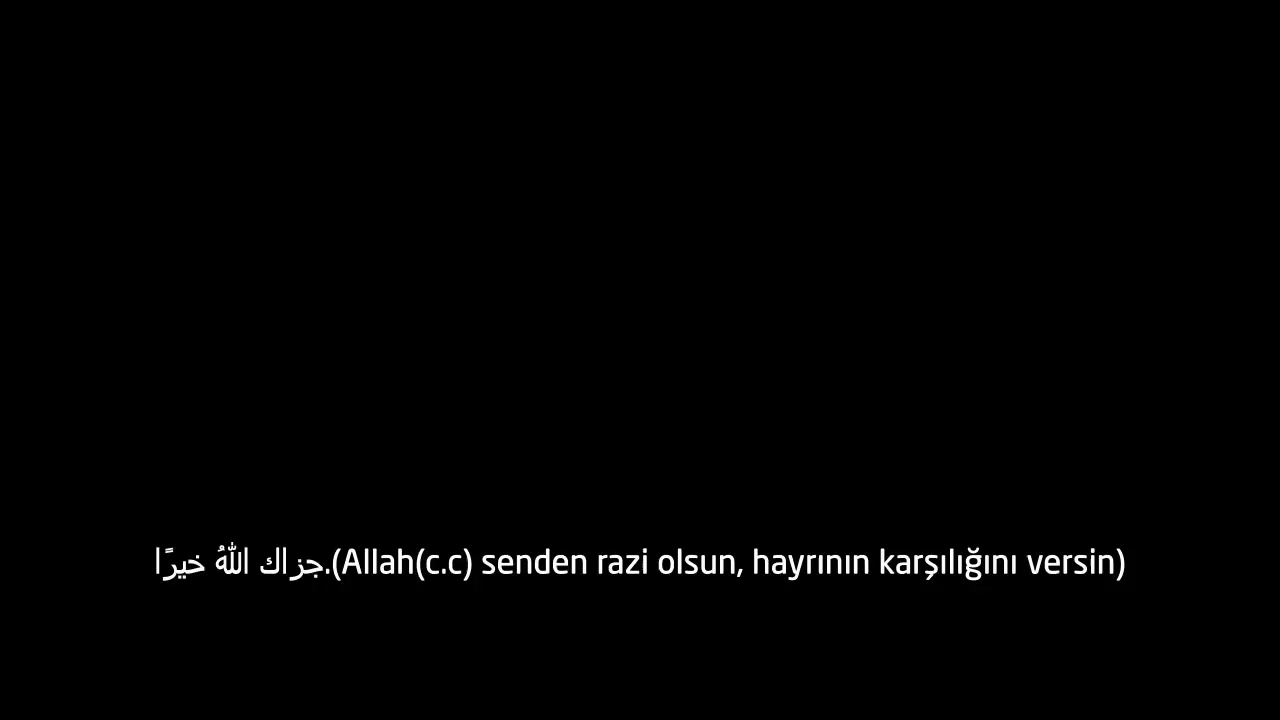 جزاك اللهُ خيرًا.(Allah(c.c) senden razi olsun, hayrının karşılığını versin)